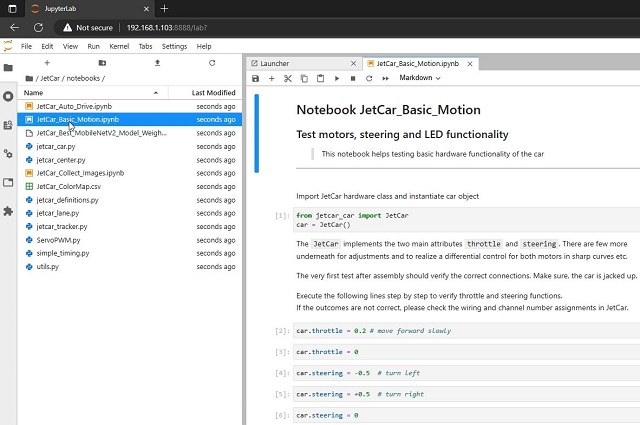 JupyterLab
Not secure 192.168.1.103:8888/lab?
File Edit View Run Kernel Tabs Settings Help
/ JetCar / notebooks /
Name Last Modified
JetCar_Auto_Drive.ipynb seconds ago
JetCar_Basic_Motion.ipynb seconds ago
JetCar_Best_MobileNetV2_Model_Weigh... seconds ago
jetcar_car.py seconds ago
jetcar_center.py seconds ago
JetCar_Collect_Images.ipynb seconds ago
JetCar_ColorMap.csv seconds ago
jetcar_definitions.py seconds ago
jetcar_lane.py seconds ago
jetcar_tracker.py seconds ago
ServoPWM.py seconds ago
simple_timing.py seconds ago
utils.py seconds ago
Launcher JetCar_Basic_Motion.ipynb
Markdown
Notebook JetCar_Basic_Motion
Test motors, steering and LED functionality
This notebook helps testing basic hardware functionality of the car
Import JetCar hardware class and instantiate car object
[1]: from jetcar_car import JetCar
car = JetCar()
The JetCar implements the two main attributes throttle and steering. There are few more
underneath for adjustments and to realize a differential control for both motors in sharp curves etc.
The very first test after assembly should verify the correct connections. Make sure, the car is jacked up.
Execute the following lines step by step to verify throttle and steering functions.
If the outcomes are not correct, please check the wiring and channel number assignments in JetCar.
[2]: car.throttle = 0.2 # move forward slowly
[3]: car.throttle = 0
[4]: car.steering = -0.5 # turn left
[5]: car.steering = +0.5 # turn right
[6]: car.steering = 0